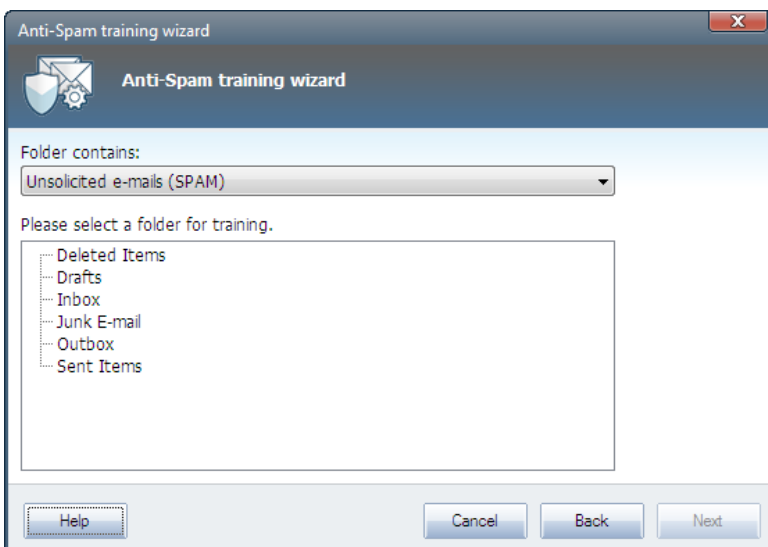 Anti-Spam training wizard
Anti-Spam training wizard
Folder contains:
Unsolicited e-mails (SPAM)
Please select a folder for training.
Deleted Items
Drafts
Inbox
Junk E-mail
Outbox
Sent Items
Help Cancel Back Next